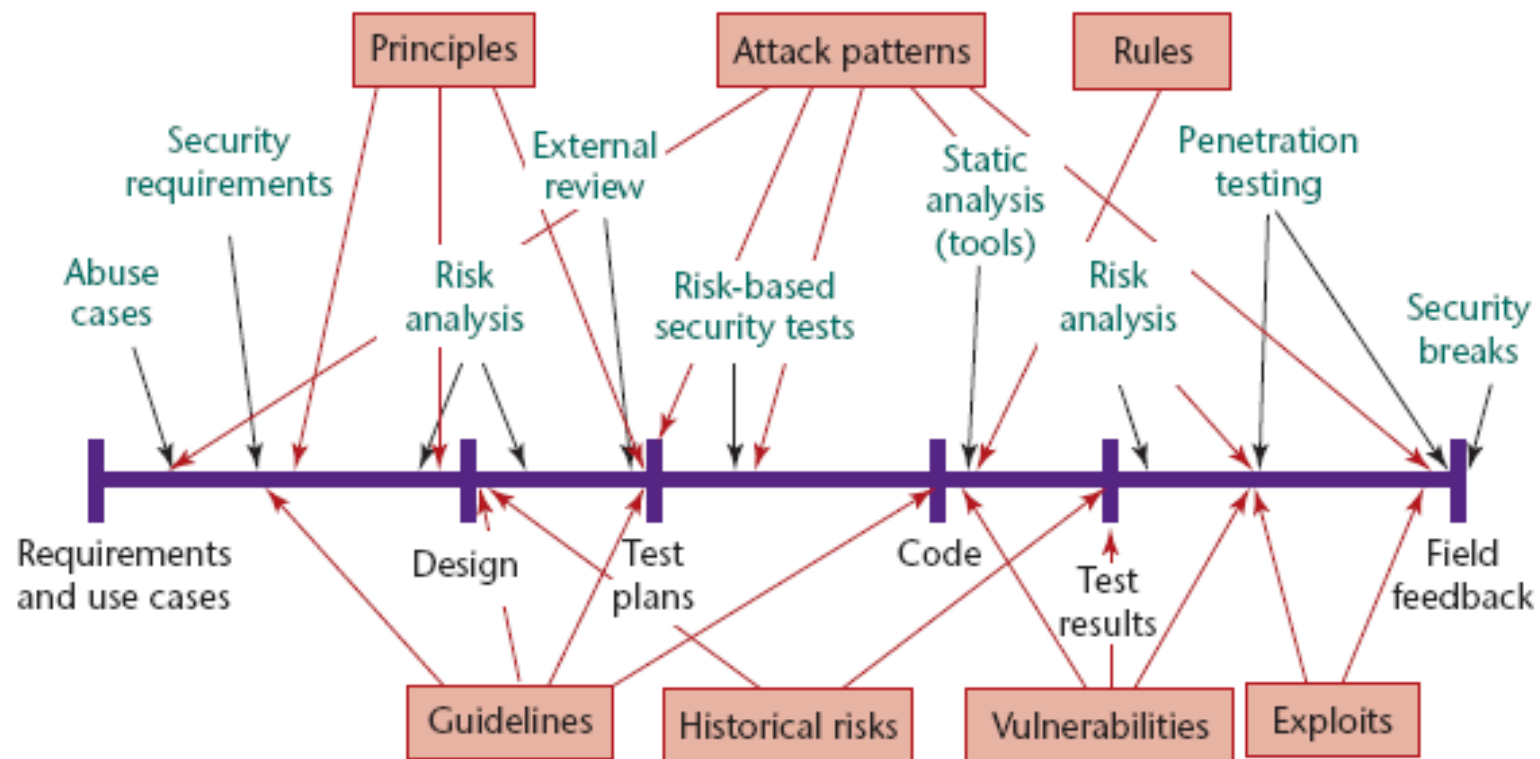 Principles
Attack patterns
Rules
Security
requirements
External
review
Static
analysis
(tools)
Penetration
testing
Abuse
cases
Risk
analysis
Risk-based
security tests
Risk
analysis
Security
breaks
Requirements
and use cases
Design
Test
plans
Code
Test
results
Field
feedback
Guidelines
Historical risks
Vulnerabilities
Exploits